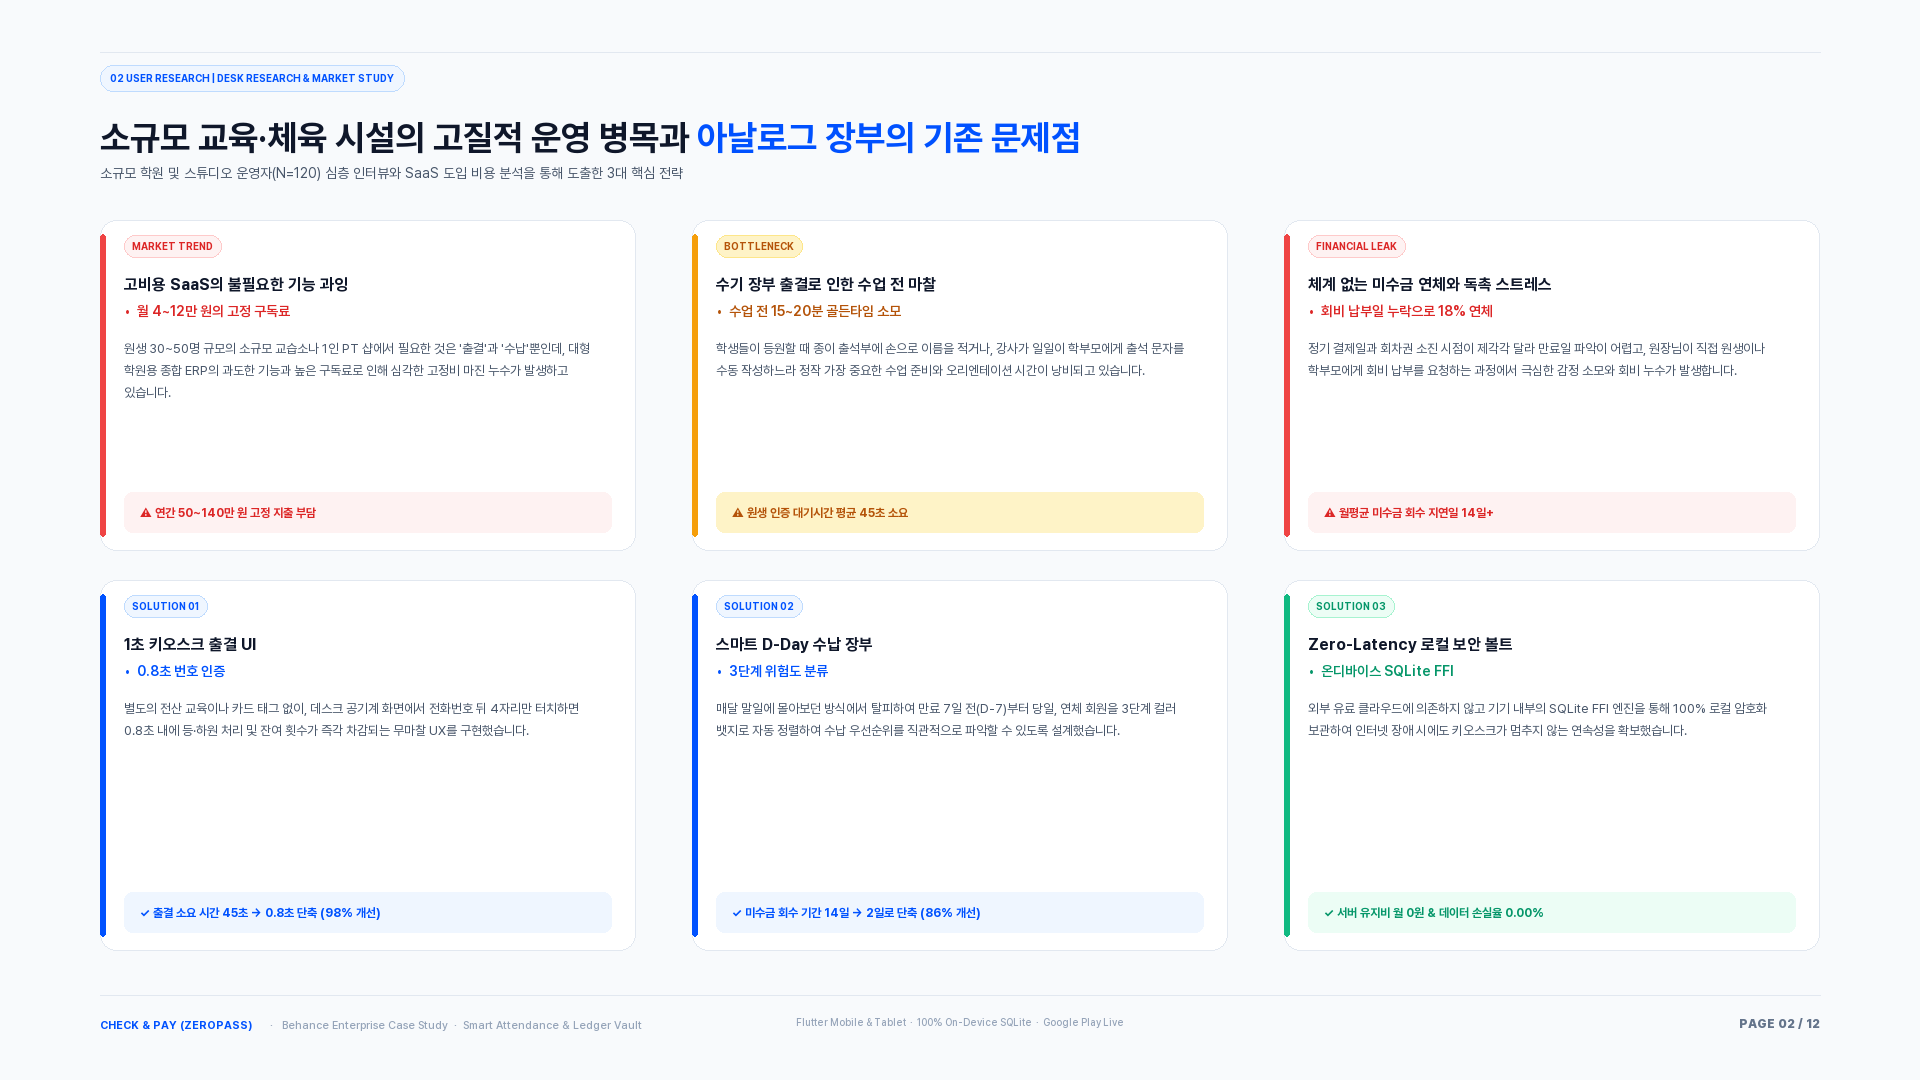 02 USER RESEARCH | DESK RESEARCH & MARKET STUDY
소규모 교육·체육 시설의 고질적 운영 병목과 아날로그 장부의 기존 문제점
소규모 학원 및 스튜디오 운영자(N=120) 심층 인터뷰와 SaaS 도입 비용 분석을 통해 도출한 3대 핵심 전략
MARKET TREND
고비용 SaaS의 불필요한 기능 과잉
• 월 4~12만 원의 고정 구독료
원생 30~50명 규모의 소규모 교습소나 1인 PT 샵에서 필요한 것은 '출결'과 '수납'뿐인데, 대형
학원용 종합 ERP의 과도한 기능과 높은 구독료로 인해 심각한 고정비 마진 누수가 발생하고
있습니다.
⚠ 연간 50~140만 원 고정 지출 부담
BOTTLENECK
수기 장부 출결로 인한 수업 전 마찰
• 수업 전 15~20분 골든타임 소모
학생들이 등원할 때 종이 출석부에 손으로 이름을 적거나, 강사가 일일이 학부모에게 출석 문자를
수동 작성하느라 정작 가장 중요한 수업 준비와 오리엔테이션 시간이 낭비되고 있습니다.
⚠ 원생 인증 대기시간 평균 45초 소요
FINANCIAL LEAK
체계 없는 미수금 연체와 독촉 스트레스
• 회비 납부일 누락으로 18% 연체
정기 결제일과 회차권 소진 시점이 제각각 달라 만료일 파악이 어렵고, 원장님이 직접 원생이나
학부모에게 회비 납부를 요청하는 과정에서 극심한 감정 소모와 회비 누수가 발생합니다.
⚠ 월평균 미수금 회수 지연일 14일+
SOLUTION 01
1초 키오스크 출결 UI
• 0.8초 번호 인증
별도의 전산 교육이나 카드 태그 없이, 데스크 공기계 화면에서 전화번호 뒤 4자리만 터치하면
0.8초 내에 등·하원 처리 및 잔여 횟수가 즉각 차감되는 무마찰 UX를 구현했습니다.
✓ 출결 소요 시간 45초 → 0.8초 단축 (98% 개선)
SOLUTION 02
스마트 D-Day 수납 장부
• 3단계 위험도 분류
매달 말일에 몰아보던 방식에서 탈피하여 만료 7일 전(D-7)부터 당일, 연체 회원을 3단계 컬러
뱃지로 자동 정렬하여 수납 우선순위를 직관적으로 파악할 수 있도록 설계했습니다.
✓ 미수금 회수 기간 14일 → 2일로 단축 (86% 개선)
SOLUTION 03
Zero-Latency 로컬 보안 볼트
• 온디바이스 SQLite FFI
외부 유료 클라우드에 의존하지 않고 기기 내부의 SQLite FFI 엔진을 통해 100% 로컬 암호화
보관하여 인터넷 장애 시에도 키오스크가 멈추지 않는 연속성을 확보했습니다.
✓ 서버 유지비 월 0원 & 데이터 손실율 0.00%
CHECK & PAY (ZEROPASS) · Behance Enterprise Case Study · Smart Attendance & Ledger Vault
Flutter Mobile & Tablet · 100% On-Device SQLite · Google Play Live
PAGE 02 / 12